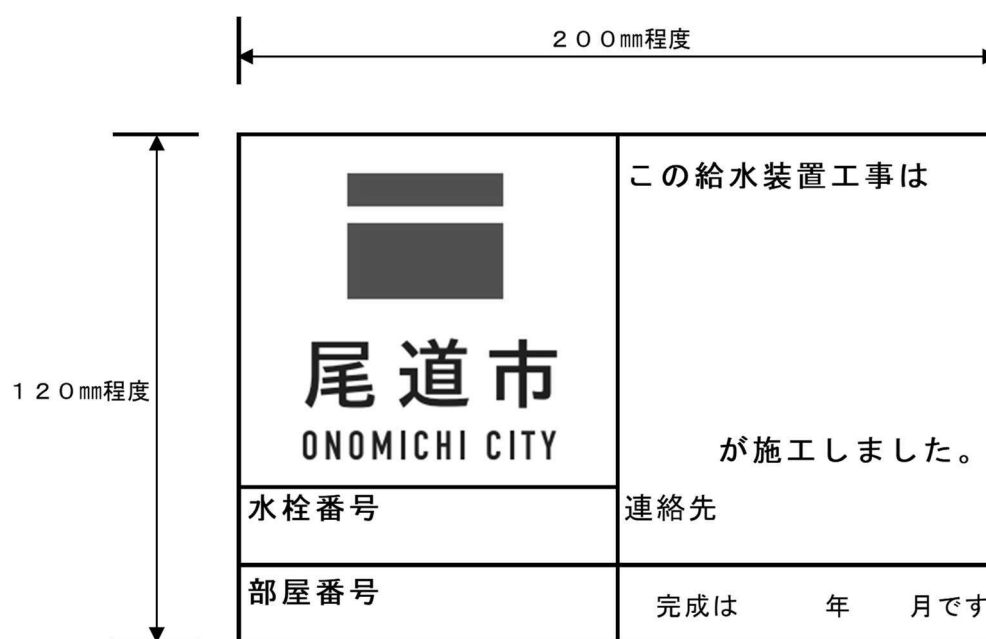 ２００㎜程度
１２０㎜程度
尾道市
ONOMICHI CITY
水栓番号
部屋番号
この給水装置工事は
が施工しました。
連絡先
完成は　　年　　月です